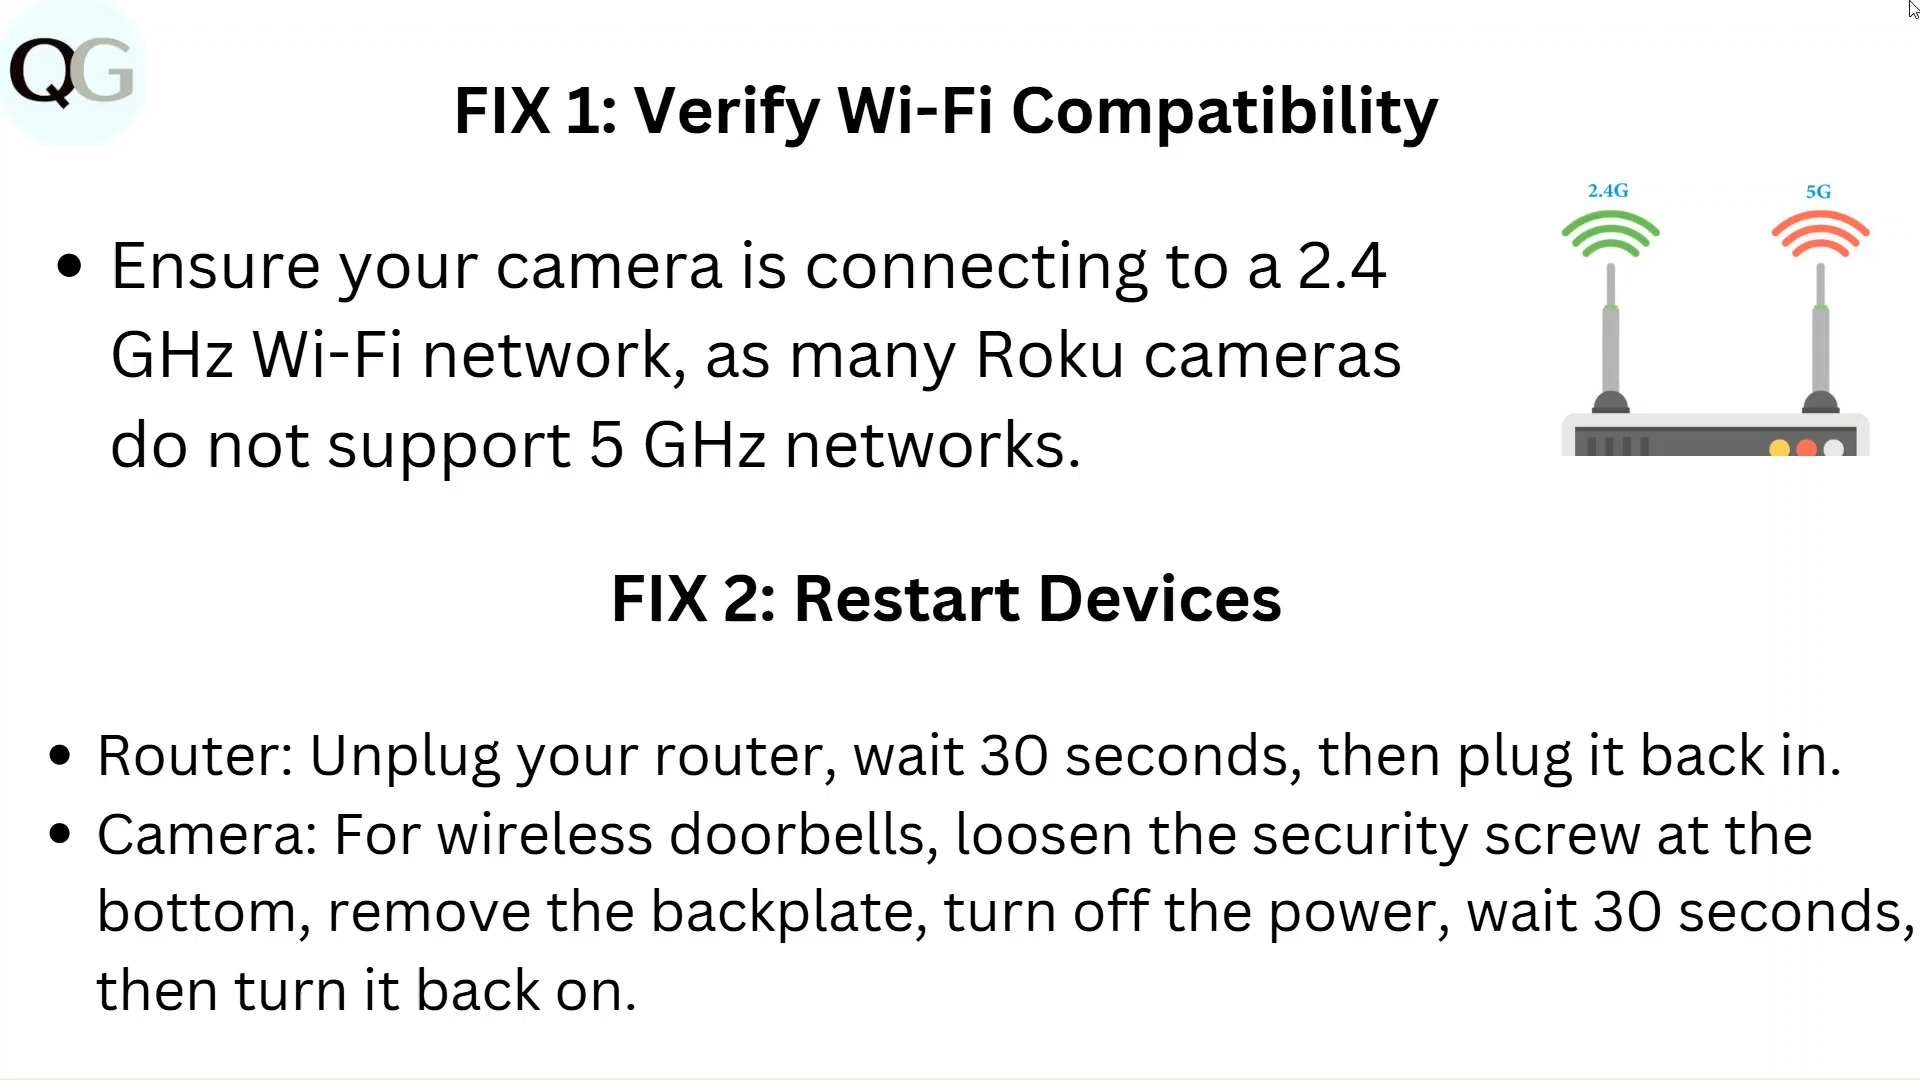 QG
FIX 1: Verify Wi-Fi Compatibility
2.4G 5G
• Ensure your camera is connecting to a 2.4
GHz Wi-Fi network, as many Roku cameras
do not support 5 GHz networks.
FIX 2: Restart Devices
• Router: Unplug your router, wait 30 seconds, then plug it back in.
• Camera: For wireless doorbells, loosen the security screw at the
bottom, remove the backplate, turn off the power, wait 30 seconds,
then turn it back on.